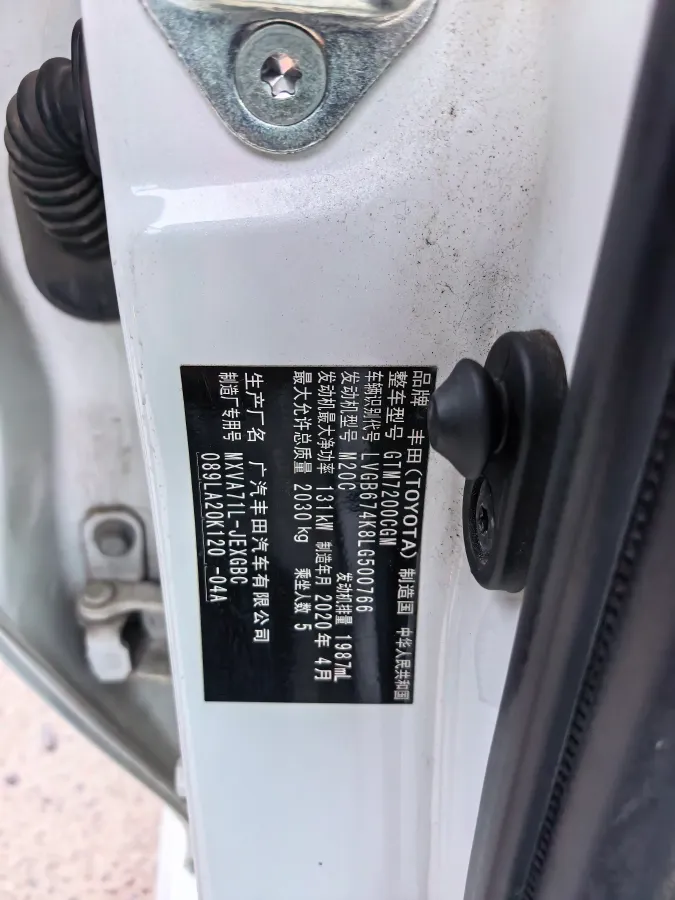 品牌 丰田(TOYOTA) 制造国 中华人民共和国
整车型号 GTM7200CGM
车辆识别代号 LVGB674K8LG500766
发动机型号 M20C 发动机排量 1987mL
发动机最大净功率 131kW 制造年月 2020年4月
最大允许总质量 2030kg 乘坐人数 5
生产厂名 广汽丰田汽车有限公司
制造厂专用号 MXVA71L-JEXGBC
089LA20K120 -04A